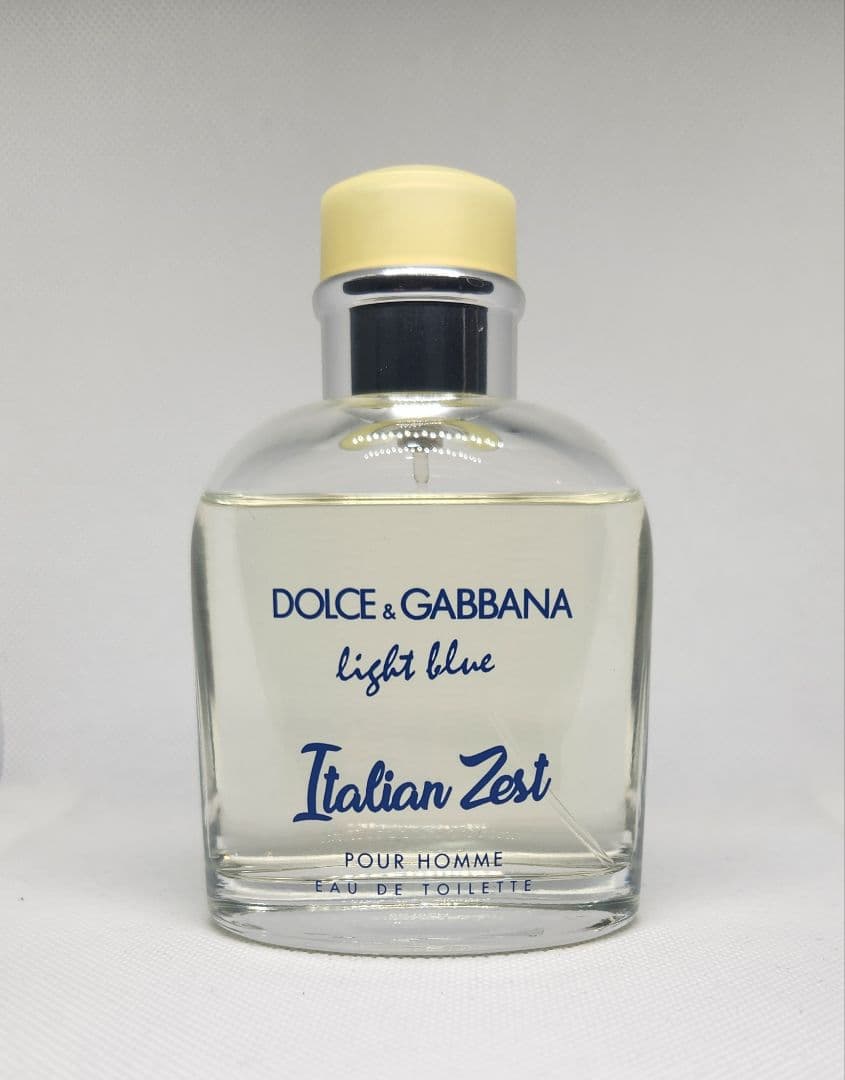 DOLCE & GABBANA
light blue
Italian Zest
POUR HOMME
EAU DE TOILETTE